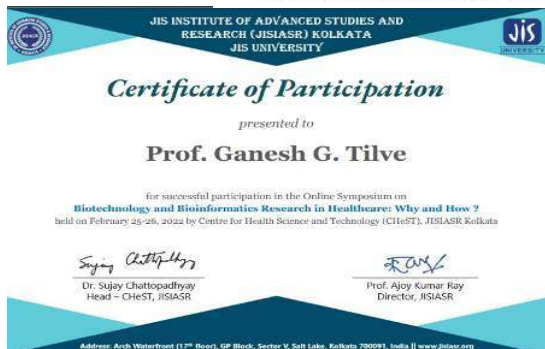 JIS INSTITUTE OF ADVANCED STUDIES AND
RESEARCH (JISIASR) KOLKATA
JIS UNIVERSITY
JIS
UNIVERSITY
Certificate of Participation
presented to
Prof. Ganesh G. Tilve
for successful participation in the Online Symposium on
Biotechnology and Bioinformatics Research in Healthcare: Why and How ?
held on February 25-26, 2022 by Centre for Health Science and Technology (CHeST), JISIASR Kolkata
Dr. Sujay Chattopadhyay
Head – CHeST, JISIASR
Prof. Ajoy Kumar Ray
Director, JISIASR
Address: Arch Waterfront (17th floor), GP Block, Sector V, Salt Lake, Kolkata 700091, India || www.jisiasr.org